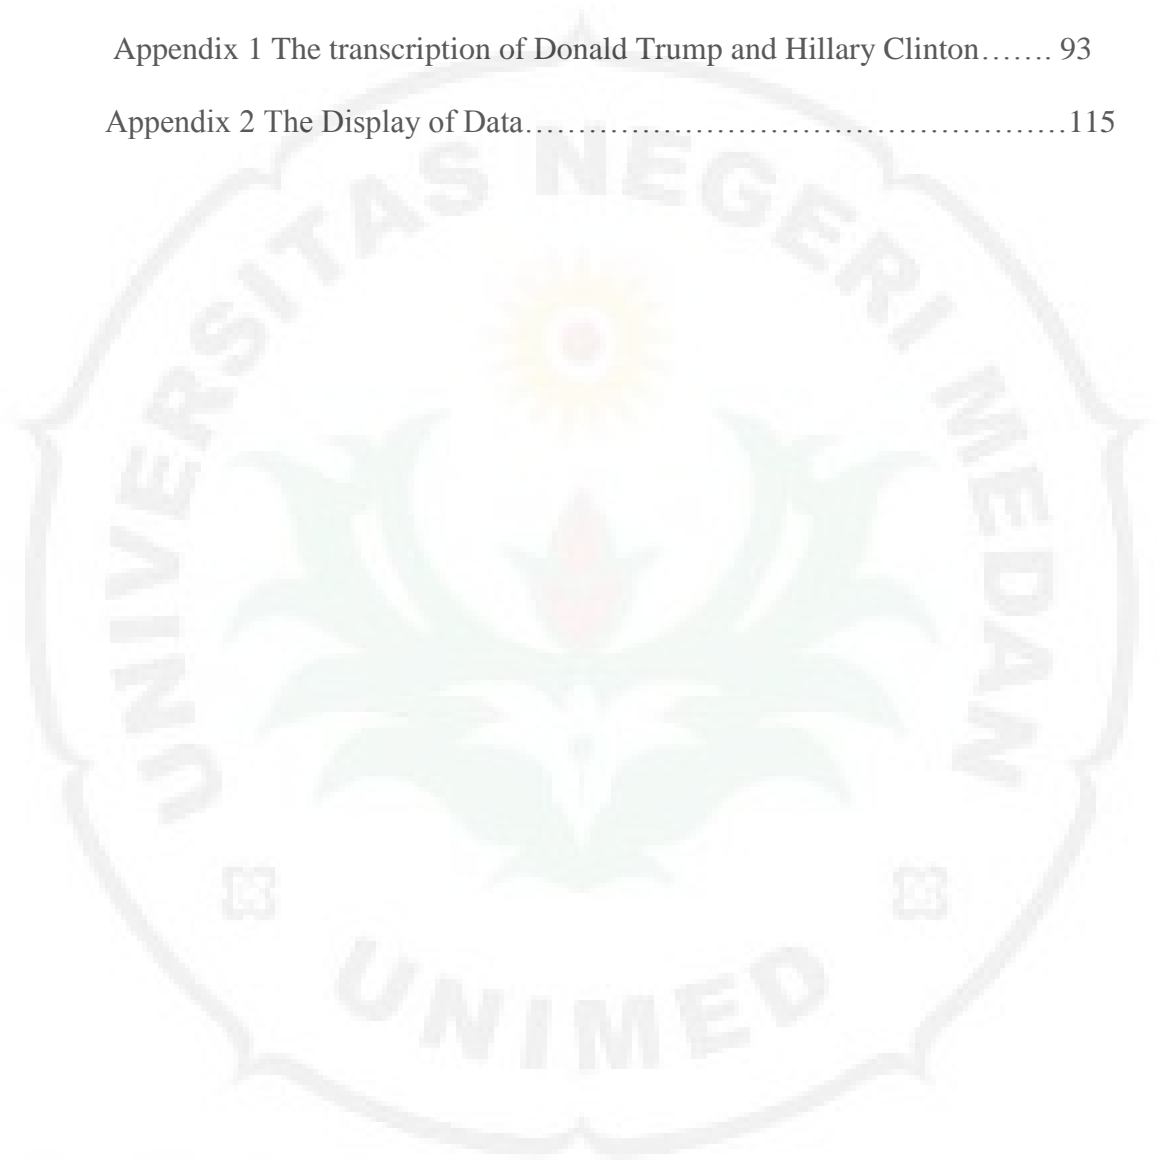 Appendix 1 The transcription of Donald Trump and Hillary Clinton……. 93
Appendix 2 The Display of Data…………………………………………………….115
UNIVERSITAS NEGERI MEDAN
UNIMED